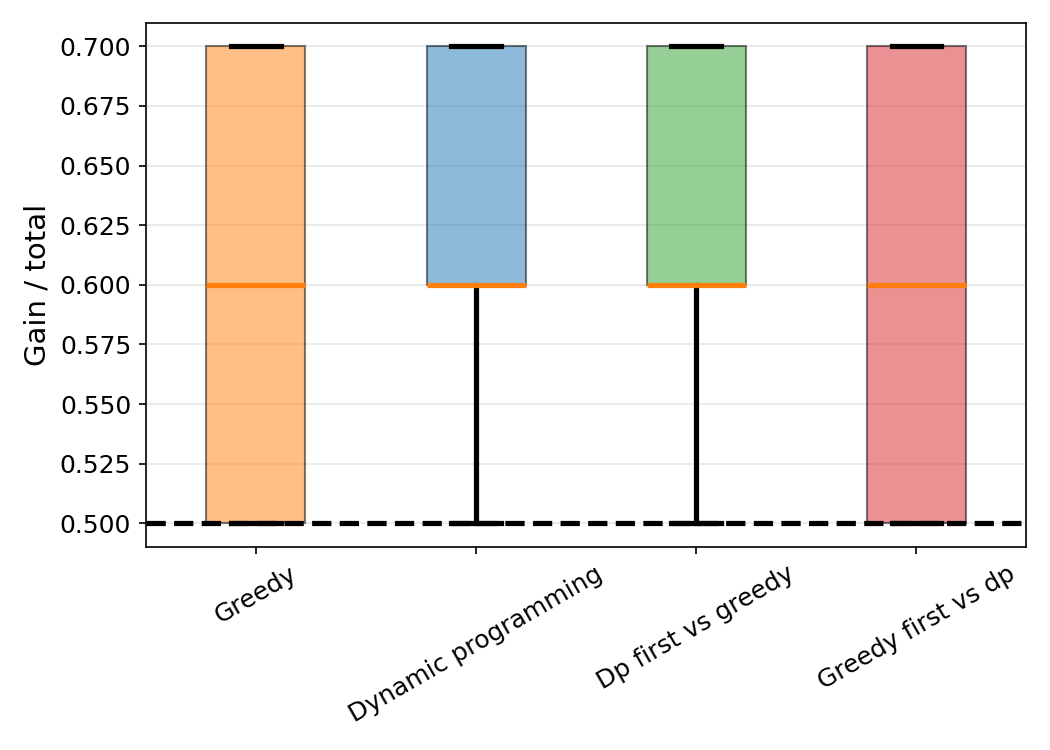 Gain / total
0.700
0.675
0.650
0.625
0.600
0.575
0.550
0.525
0.500
Greedy
Dynamic programming
Dp first vs greedy
Greedy first vs dp